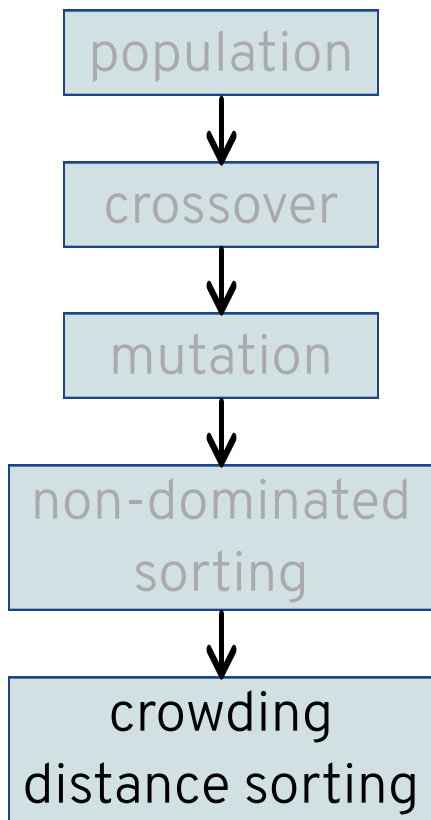 population
crossover
mutation
non-dominated
sorting
crowding
distance sorting